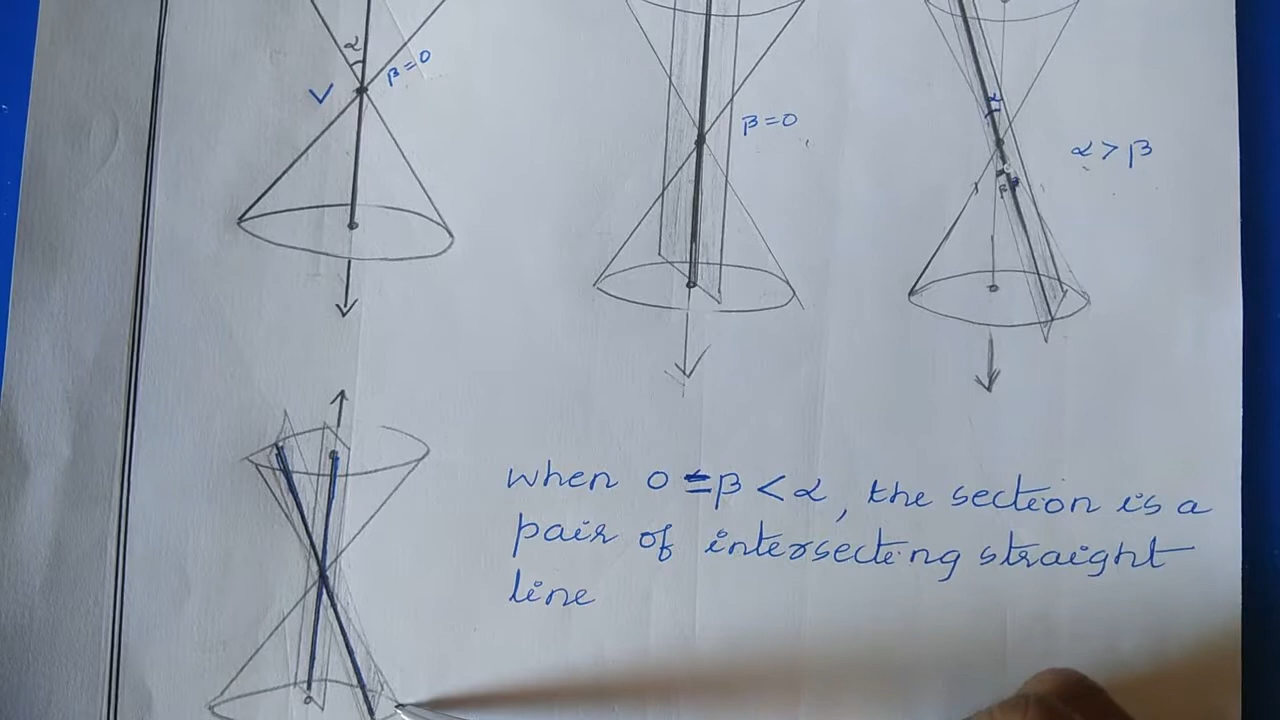 α
β=0
V
β=0
α
α > β
when 0 ≤ β < α, the section is a
pair of intersecting straight
line